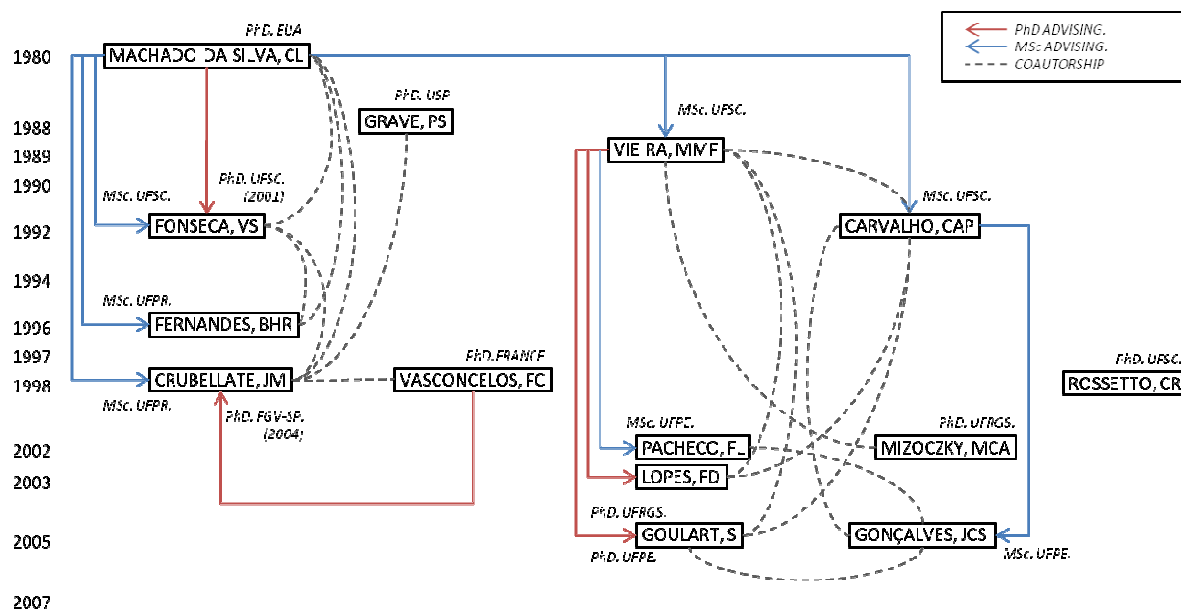 PhD. EUA
PhD ADVISING.
MSc ADVISING.
COAUTORSHIP
1980
MACHADO DA SILVA, CL
PhD. USP
GRAVE, PS
MSc. UFSC.
1988
1989
VIEIRA, MMF
1990
MSc. UFSC.
PhD. UFSC.
(2001)
MSc. UFSC.
1992
FONSECA, VS
CARVALHO, CAP
1994
MSc. UFPR.
1996
FERNANDES, BHR
1997
PhD. FRANCE
PhD. UFSC.
1998
CRUBELLATE, JM
VASCONCELOS, FC
ROSSETTO, CR
MSc. UFPR.
PhD. FGV-SP.
(2004)
MSc. UFPE.
PhD. UFRGS.
2002
PACHECO, FL
MIZOCZKY, MCA
2003
LOPES, FD
PhD. UFRGS.
2005
GOULART, S
GONÇALVES, JCS
PhD. UFPE.
MSc. UFPE.
2007